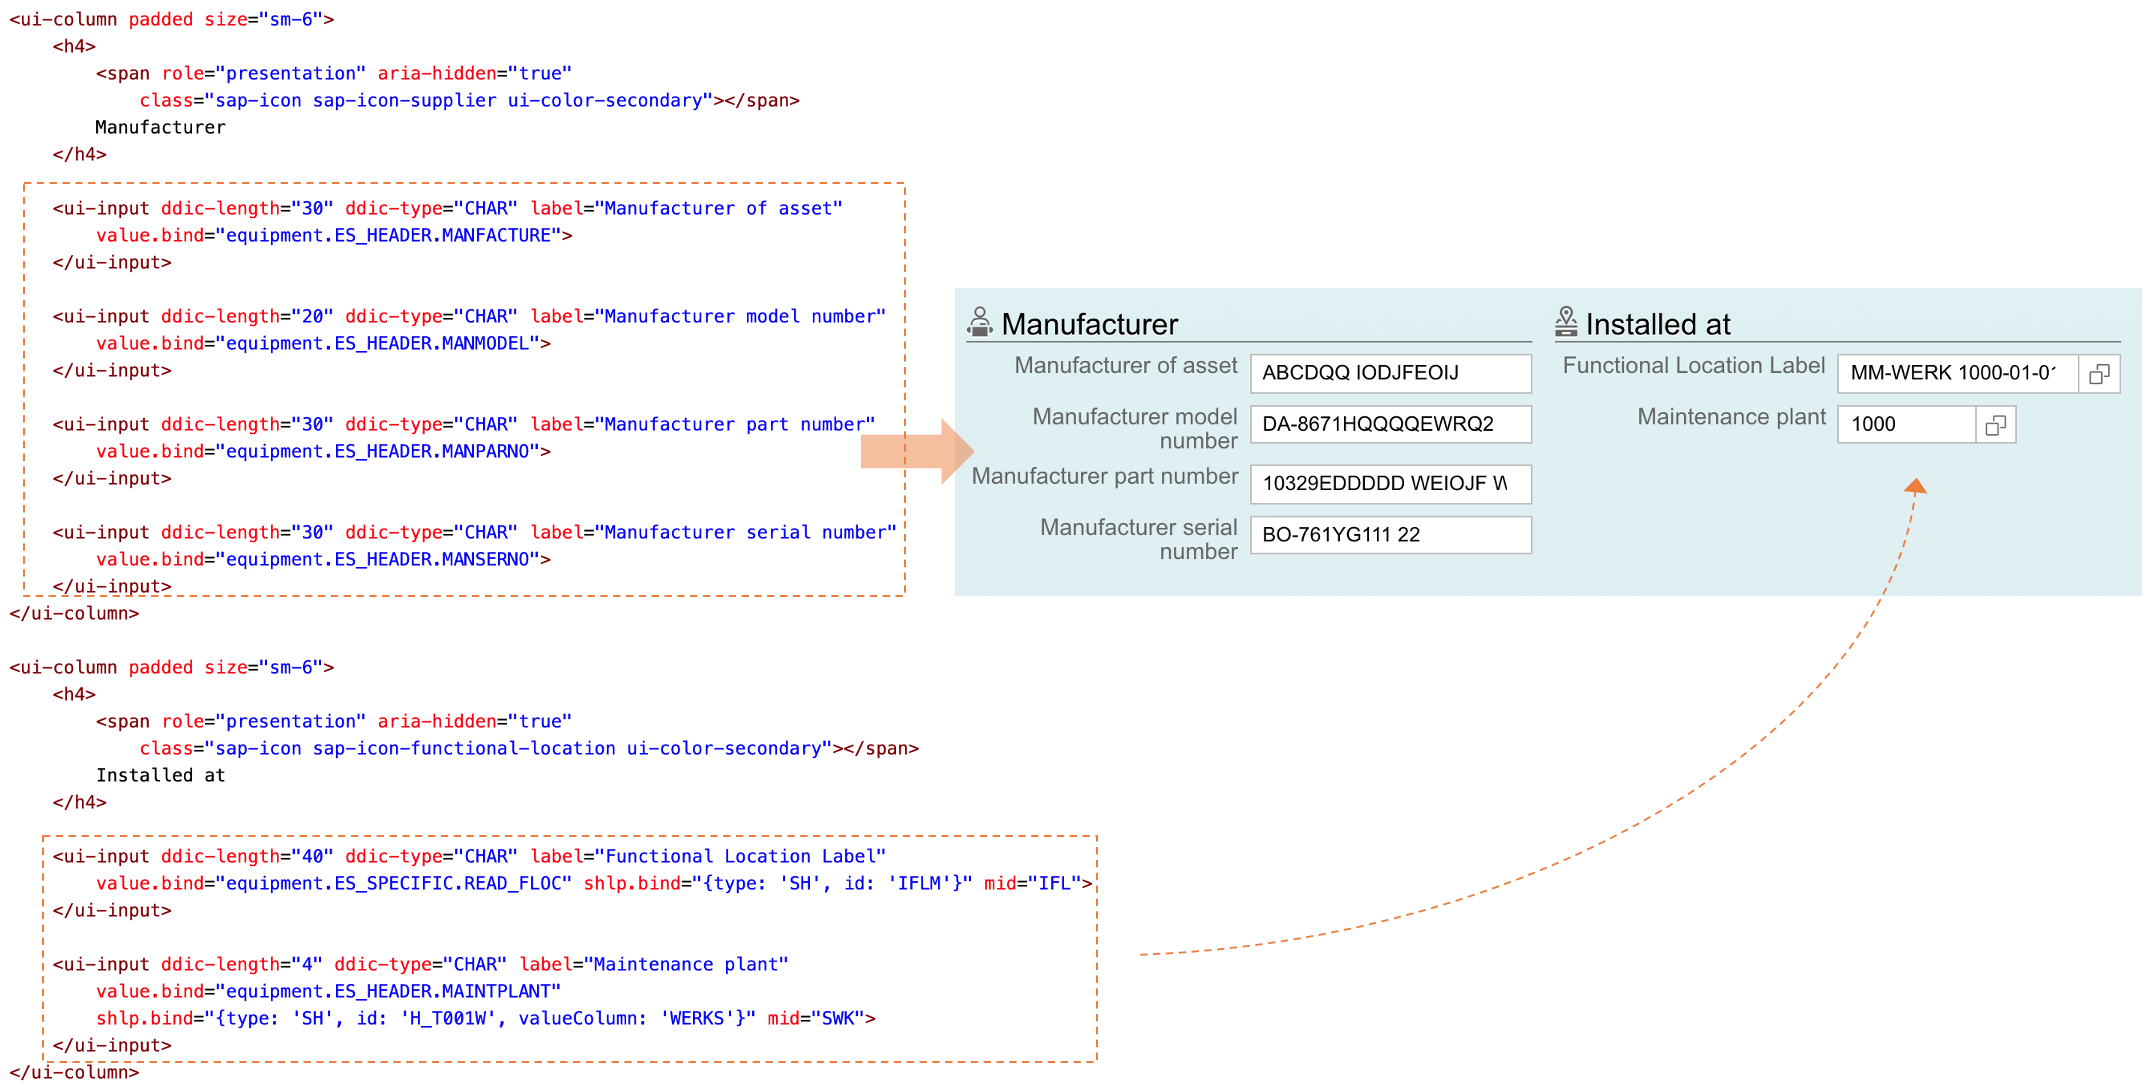 <ui-column padded size="sm-6">
<h4>
<span role="presentation" aria-hidden="true"
class="sap-icon sap-icon-supplier ui-color-secondary"></span>
Manufacturer
</h4>
<ui-input ddic-length="30" ddic-type="CHAR" label="Manufacturer of asset"
value.bind="equipment.ES_HEADER.MANFACTURE">
</ui-input>
<ui-input ddic-length="20" ddic-type="CHAR" label="Manufacturer model number"
value.bind="equipment.ES_HEADER.MANMODEL">
</ui-input>
<ui-input ddic-length="30" ddic-type="CHAR" label="Manufacturer part number"
value.bind="equipment.ES_HEADER.MANPARNO">
</ui-input>
<ui-input ddic-length="30" ddic-type="CHAR" label="Manufacturer serial number"
value.bind="equipment.ES_HEADER.MANSERNO">
</ui-input>
</ui-column>
<ui-column padded size="sm-6">
<h4>
<span role="presentation" aria-hidden="true"
class="sap-icon sap-icon-functional-location ui-color-secondary"></span>
Installed at
</h4>
<ui-input ddic-length="40" ddic-type="CHAR" label="Functional Location Label"
value.bind="equipment.ES_SPECIFIC.READ_FLOC" shlp.bind="{type: 'SH', id: 'IFLM'}" mid="IFL">
</ui-input>
<ui-input ddic-length="4" ddic-type="CHAR" label="Maintenance plant"
value.bind="equipment.ES_HEADER.MAINTPLANT"
shlp.bind="{type: 'SH', id: 'H_T001W', valueColumn: 'WERKS'}" mid="SWK">
</ui-input>
</ui-column>
Manufacturer
Manufacturer of asset ABCDQQ IODJFEOIJ
Manufacturer model
number DA-8671HQQQQEWRQ2
Manufacturer part number 10329EDDDDD WEIOJF
Manufacturer serial
number BO-761YG111 22
Installed at
Functional Location Label MM-WERK 1000-01-0
Maintenance plant 1000